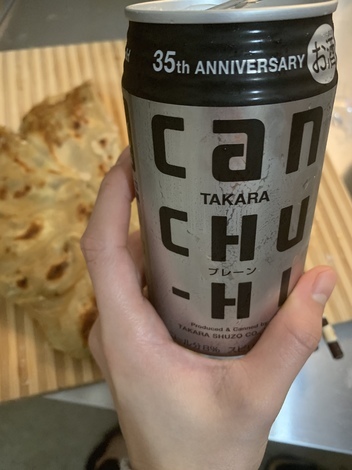 35th ANNIVERSARY
お酒
can
TAKARA
CHU
プレーン
-HI
Produced & Canned by
TAKARA SHUZO CO.